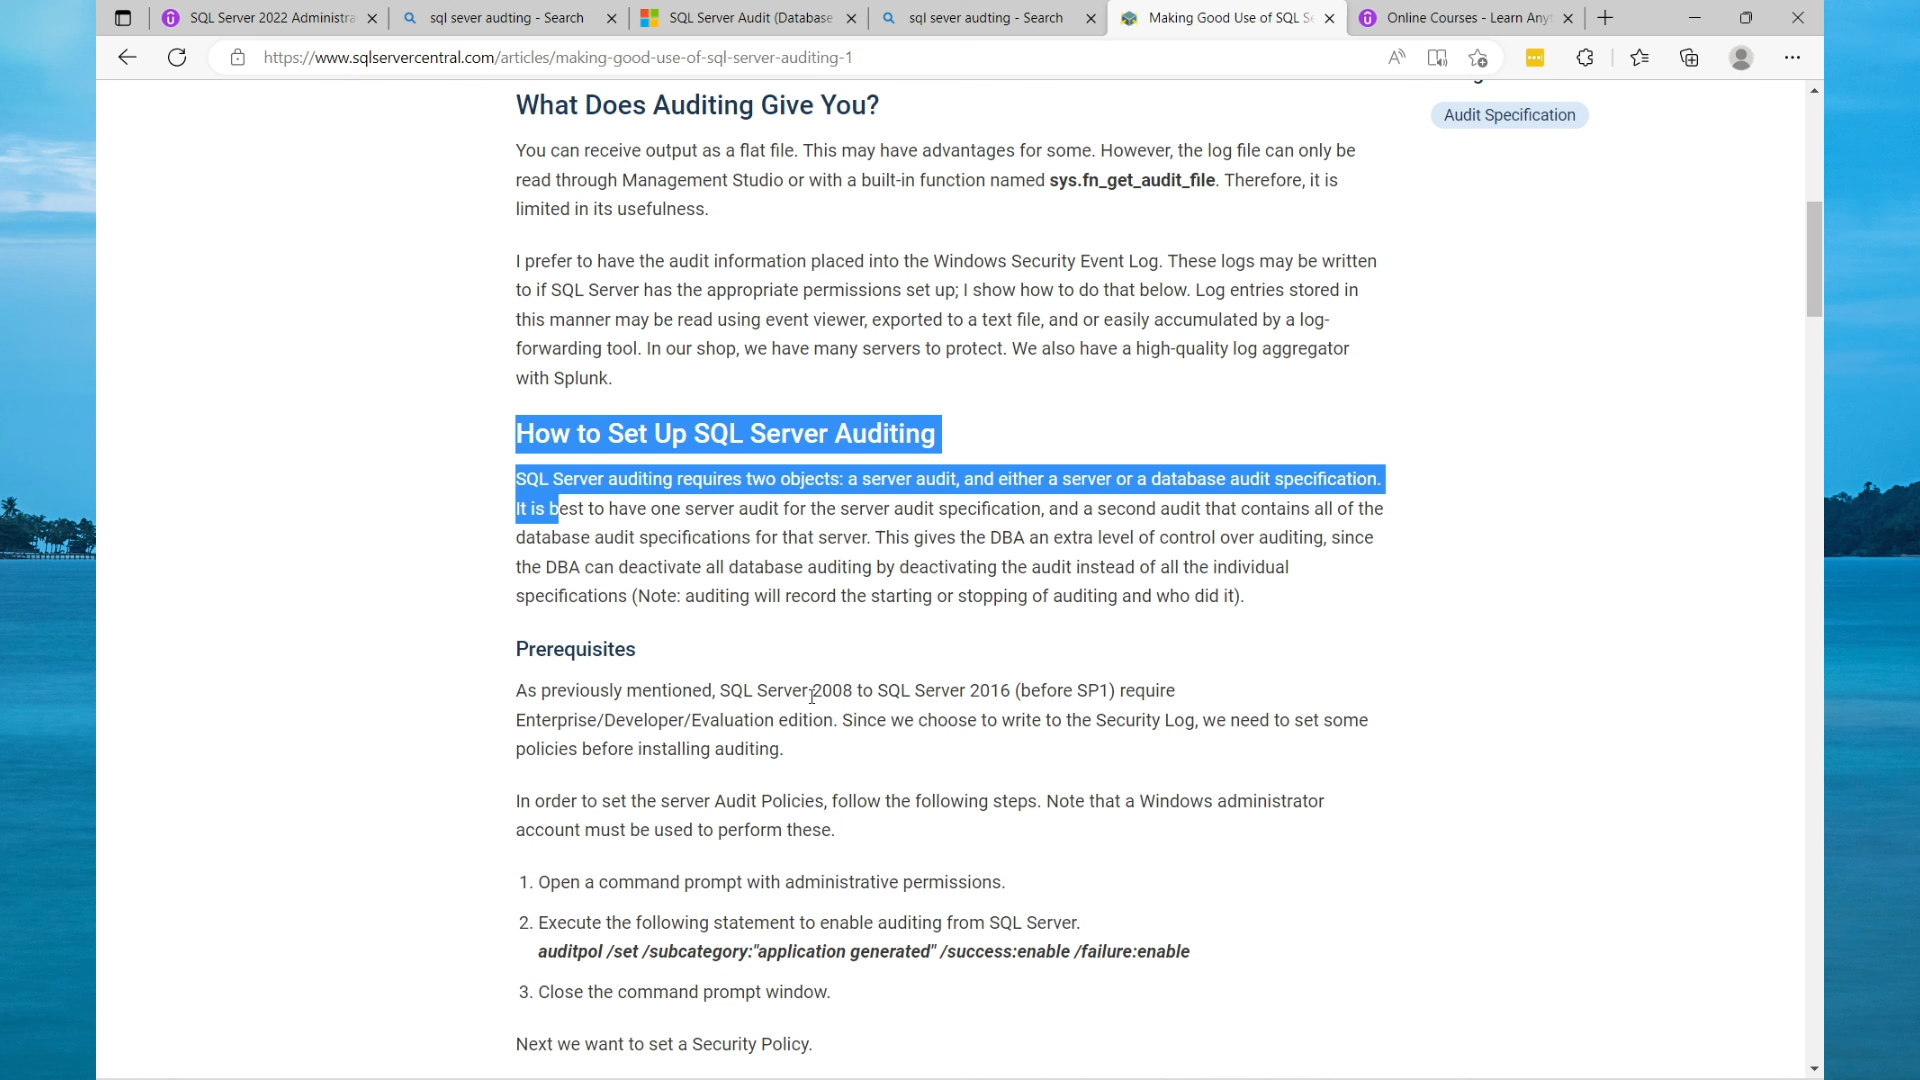 SQL Server 2022 Administra
sql sever auditing - Search
SQL Server Audit (Database
sql sever auditing - Search
Making Good Use of SQL Se
Online Courses - Learn Any
https://www.sqlservercentral.com/articles/making-good-use-of-sql-server-auditing-1
What Does Auditing Give You?
Audit Specification
You can receive output as a flat file. This may have advantages for some. However, the log file can only be
read through Management Studio or with a built-in function named sys.fn_get_audit_file. Therefore, it is
limited in its usefulness.
I prefer to have the audit information placed into the Windows Security Event Log. These logs may be written
to if SQL Server has the appropriate permissions set up; I show how to do that below. Log entries stored in
this manner may be read using event viewer, exported to a text file, and or easily accumulated by a log-
forwarding tool. In our shop, we have many servers to protect. We also have a high-quality log aggregator
with Splunk.
How to Set Up SQL Server Auditing
SQL Server auditing requires two objects: a server audit, and either a server or a database audit specification.
It is best to have one server audit for the server audit specification, and a second audit that contains all of the
database audit specifications for that server. This gives the DBA an extra level of control over auditing, since
the DBA can deactivate all database auditing by deactivating the audit instead of all the individual
specifications (Note: auditing will record the starting or stopping of auditing and who did it).
Prerequisites
As previously mentioned, SQL Server 2008 to SQL Server 2016 (before SP1) require
Enterprise/Developer/Evaluation edition. Since we choose to write to the Security Log, we need to set some
policies before installing auditing.
In order to set the server Audit Policies, follow the following steps. Note that a Windows administrator
account must be used to perform these.
1. Open a command prompt with administrative permissions.
2. Execute the following statement to enable auditing from SQL Server.
auditpol /set /subcategory:"application generated" /success:enable /failure:enable
3. Close the command prompt window.
Next we want to set a Security Policy.